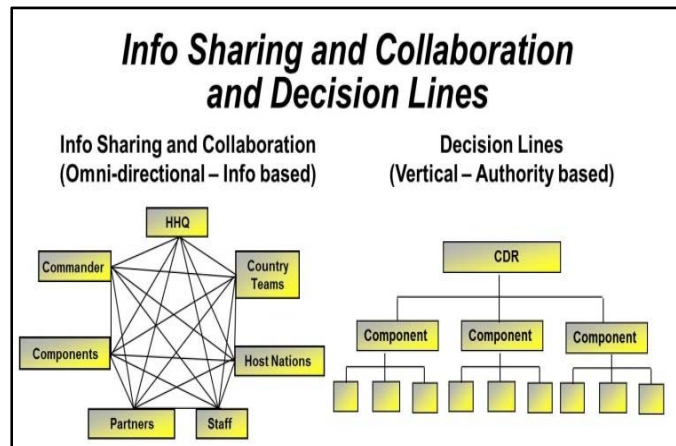 Info Sharing and Collaboration
and Decision Lines
Info Sharing and Collaboration
(Omni-directional – Info based)
HHQ
Commander
Country
Teams
Components
Host Nations
Partners
Staff
Decision Lines
(Vertical – Authority based)
CDR
Component
Component
Component